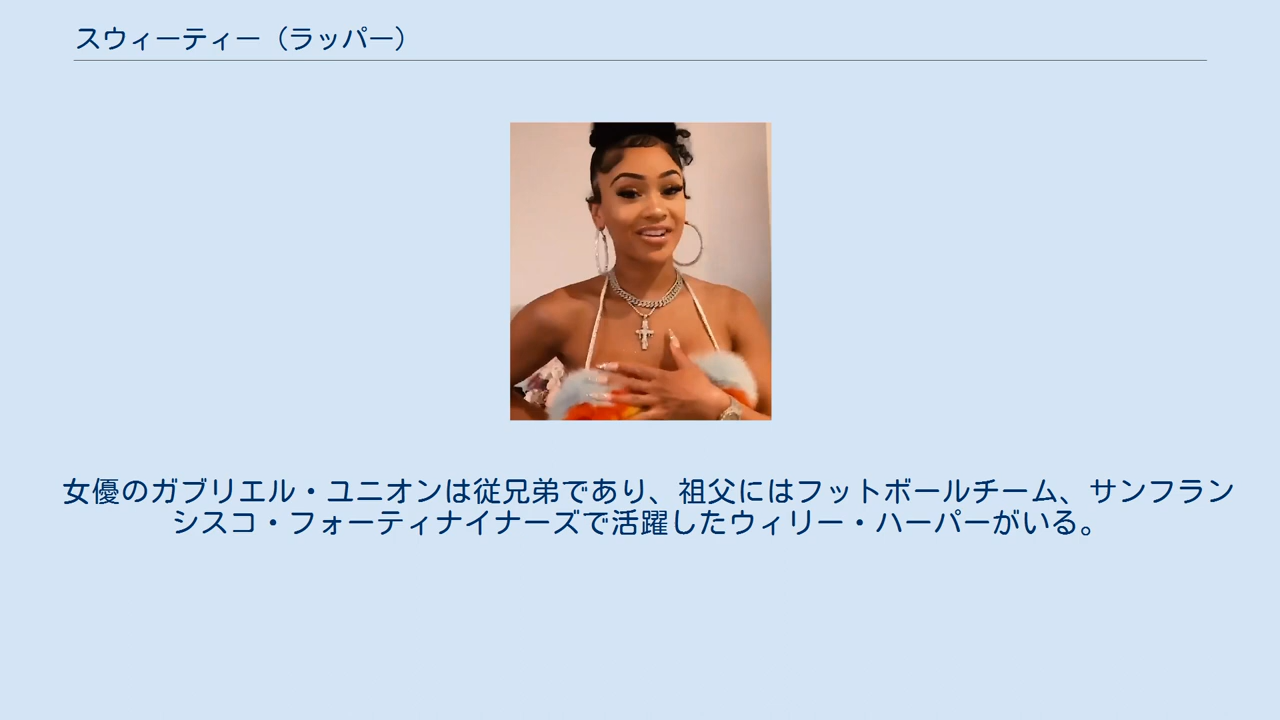 スウィーティー（ラッパー）
女優のガブリエル・ユニオンは従兄弟であり、祖父にはフットボールチーム、サンフラン
シスコ・フォーティナイナーズで活躍したウィリー・ハーパーがいる。